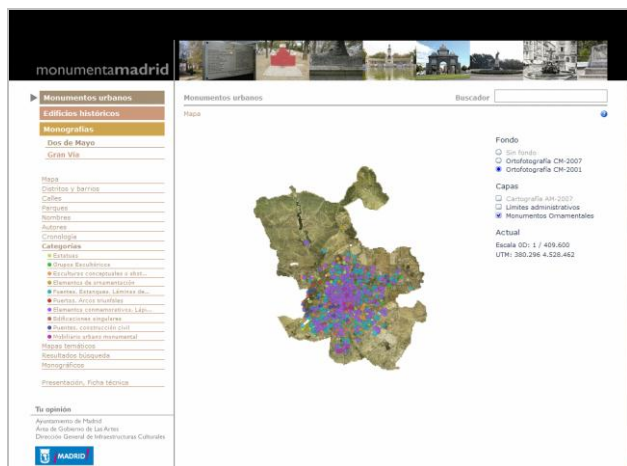 monumentamadrid
Monumentos urbanos
Edificios históricos
Monografías
Dos de Mayo
Gran Vía
Mapa
Distritos y barrios
Calles
Parques
Nombres
Autores
Cronología
Categorías
Estatuas
Grupos Escultóricos
Esculturas conceptuales o abst...
Elementos de ornamentación
Fuentes, Estanques, Láminas de...
Puertas, Arcos triunfales
Elementos conmemorativos, Lápi...
Edificaciones singulares
Puentes, construcción civil
Mobiliario urbano monumental
Mapas temáticos
Resultados búsqueda
Monográficos
Presentación, Ficha técnica
Tu opinión
Ayuntamiento de Madrid
Área de Gobierno de Las Artes
Dirección General de Infraestructuras Culturales
¡MADRID!
Monumentos urbanos
Buscador
Mapa
?
Fondo
Sin fondo
Ortofotografía CM-2007
Ortofotografía CM-2001
Capas
Cartografía AM-2007
Límites administrativos
Monumentos Ornamentales
Actual
Escala 0D: 1 / 409.600
UTM: 380.296 4.528.462